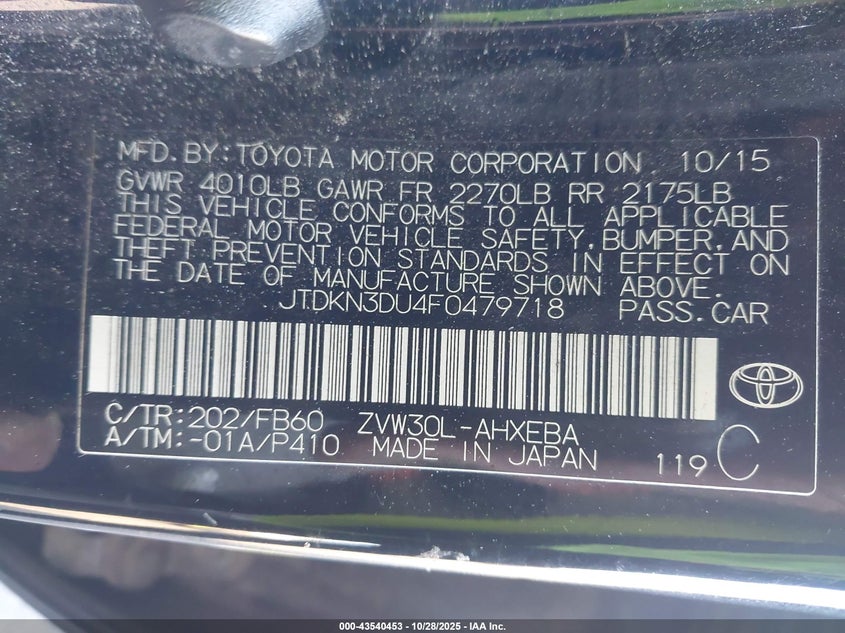 MFD.BY:TOYOTA MOTOR CORPORATION 10/15
GVWR 4010LB GAWR FR 2270LB RR 2175LB
THIS VEHICLE CONFORMS TO ALL APPLICABLE
FEDERAL MOTOR VEHICLE SAFETY,BUMPER,AND
THEFT PREVENTION STANDARDS IN EFFECT ON
THE DATE OF MANUFACTURE SHOWN ABOVE.
JTDKN3DU4F0479718 PASS.CAR
C/TR:202/FB60 ZVW30L-AHXEBA
A/TM:-01A/P410 MADE IN JAPAN 119 C
000-43540453 - 10/28/2025 - IAA Inc.